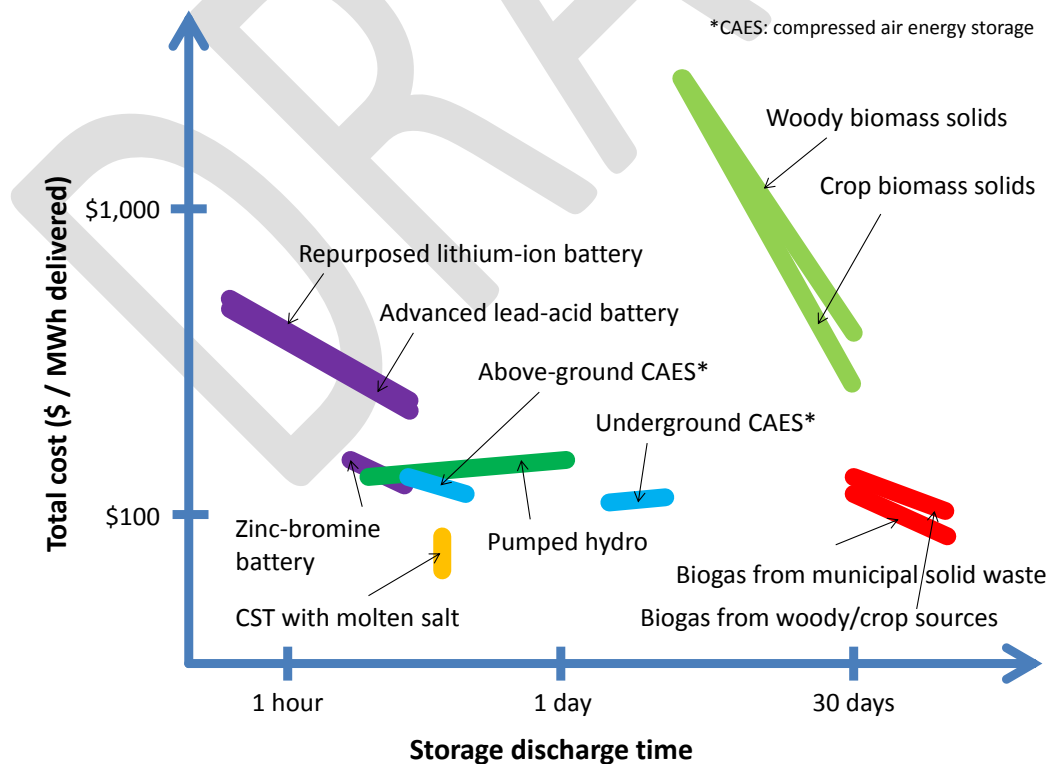 *CAES: compressed air energy storage
Woody biomass solids
Crop biomass solids
$1,000
Repurposed lithium-ion battery
Advanced lead-acid battery
Above-ground CAES*
Underground CAES*
Total cost ($ / MWh delivered)
$100
Zinc-bromine
battery
Pumped hydro
Biogas from municipal solid waste
CST with molten salt
Biogas from woody/crop sources
1 hour
1 day
30 days
Storage discharge time
DRA